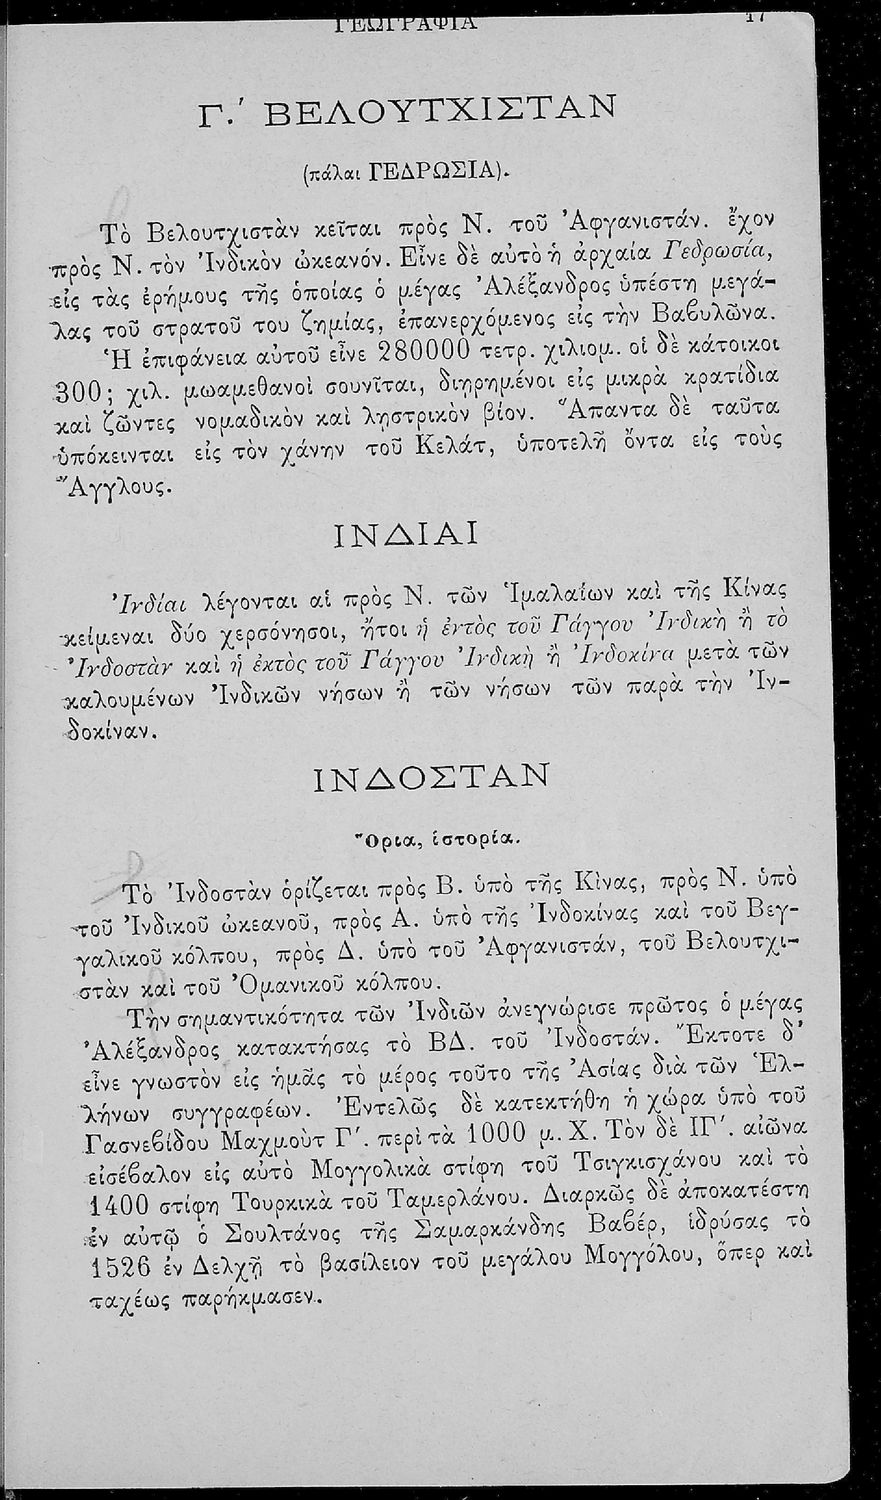 ΓΕΩΓΡΑΦΙΑ 17
Γ.΄ ΒΕΛΟΥΤΧΙΣΤΑΝ
(πάλαι ΓΕΔΡΩΣΙΑ).
Τὸ Βελουτχιστὰν κεῖται πρὸς Ν. τοῦ Ἀφγανιστάν. ἔχον
πρὸς Ν. τὸν Ἰνδικὸν ὠκεανόν. Εἶνε δὲ αὐτὸ ἡ ἀρχαία Γεδρωσία,
εἰς τὰς ἐρήμους τῆς ὁποίας ὁ μέγας Ἀλέξανδρος ὑπέστη μεγά-
λας τοῦ στρατοῦ του ζημίας, ἐπανερχόμενος εἰς τὴν Βαβυλῶνα.
Ἡ ἐπιφάνεια αὐτοῦ εἶνε 280000 τετρ. χιλιομ. οἱ δὲ κάτοικοι
300; χιλ. μωαμεθανοὶ σουνῖται, διῃρημένοι εἰς μικρὰ κρατίδια
καὶ ζῶντες νομαδικὸν καὶ λῃστρικὸν βίον. Ἅπαντα δὲ ταῦτα
ὑπόκεινται εἰς τὸν χάνην τοῦ Κελάτ, ὑποτελῆ ὄντα εἰς τοὺς
Ἄγγλους.
ΙΝΔΙΑΙ
Ἰνδίαι λέγονται αἱ πρὸς Ν. τῶν Ἱμαλαΐων καὶ τῆς Κίνας
κείμεναι δύο χερσόνησοι, ἤτοι ἡ ἐντὸς τοῦ Γάγγου Ἰνδικὴ ἢ τὸ
Ἰνδοστὰν καὶ ἡ ἐκτὸς τοῦ Γάγγου Ἰνδικὴ ἢ Ἰνδοκίνα μετὰ τῶν
καλουμένων Ἰνδικῶν νήσων ἢ τῶν νήσων τῶν παρὰ τὴν Ἰν-
δοκίναν.
ΙΝΔΟΣΤΑΝ
Ὅρια, ἱστορία.
Τὸ Ἰνδοστὰν ὁρίζεται πρὸς Β. ὑπὸ τῆς Κίνας, πρὸς Ν. ὑπὸ
τοῦ Ἰνδικοῦ ὠκεανοῦ, πρὸς Α. ὑπὸ τῆς Ἰνδοκίνας καὶ τοῦ Βεγ-
γαλικοῦ κόλπου, πρὸς Δ. ὑπὸ τοῦ Ἀφγανιστάν, τοῦ Βελουτχι-
στὰν καὶ τοῦ Ὀμανικοῦ κόλπου.
Τὴν σημαντικότητα τῶν Ἰνδιῶν ἀνεγνώρισε πρῶτος ὁ μέγας
Ἀλέξανδρος κατακτήσας τὸ ΒΔ. τοῦ Ἰνδοστάν. Ἔκτοτε δ'
εἶνε γνωστὸν εἰς ἡμᾶς τὸ μέρος τοῦτο τῆς Ἀσίας διὰ τῶν Ἑλ-
λήνων συγγραφέων. Ἐντελῶς δὲ κατεκτήθη ἡ χώρα ὑπὸ τοῦ
Γασνεβίδου Μαχμοὺτ Γ΄. περὶ τὰ 1000 μ. Χ. Τὸν δὲ ΙΓ΄. αἰῶνα
εἰσέβαλον εἰς αὐτὸ Μογγολικὰ στίφη τοῦ Τσιγκισχάνου καὶ τὸ
1400 στίφη Τουρκικὰ τοῦ Ταμερλάνου. Διαρκῶς δὲ ἀποκατέστη
ἐν αὐτῷ ὁ Σουλτάνος τῆς Σαμαρκάνδης Βαβέρ, ἱδρύσας τὸ
1526 ἐν Δελχῇ τὸ βασίλειον τοῦ μεγάλου Μογγόλου, ὅπερ καὶ
ταχέως παρήκμασεν.